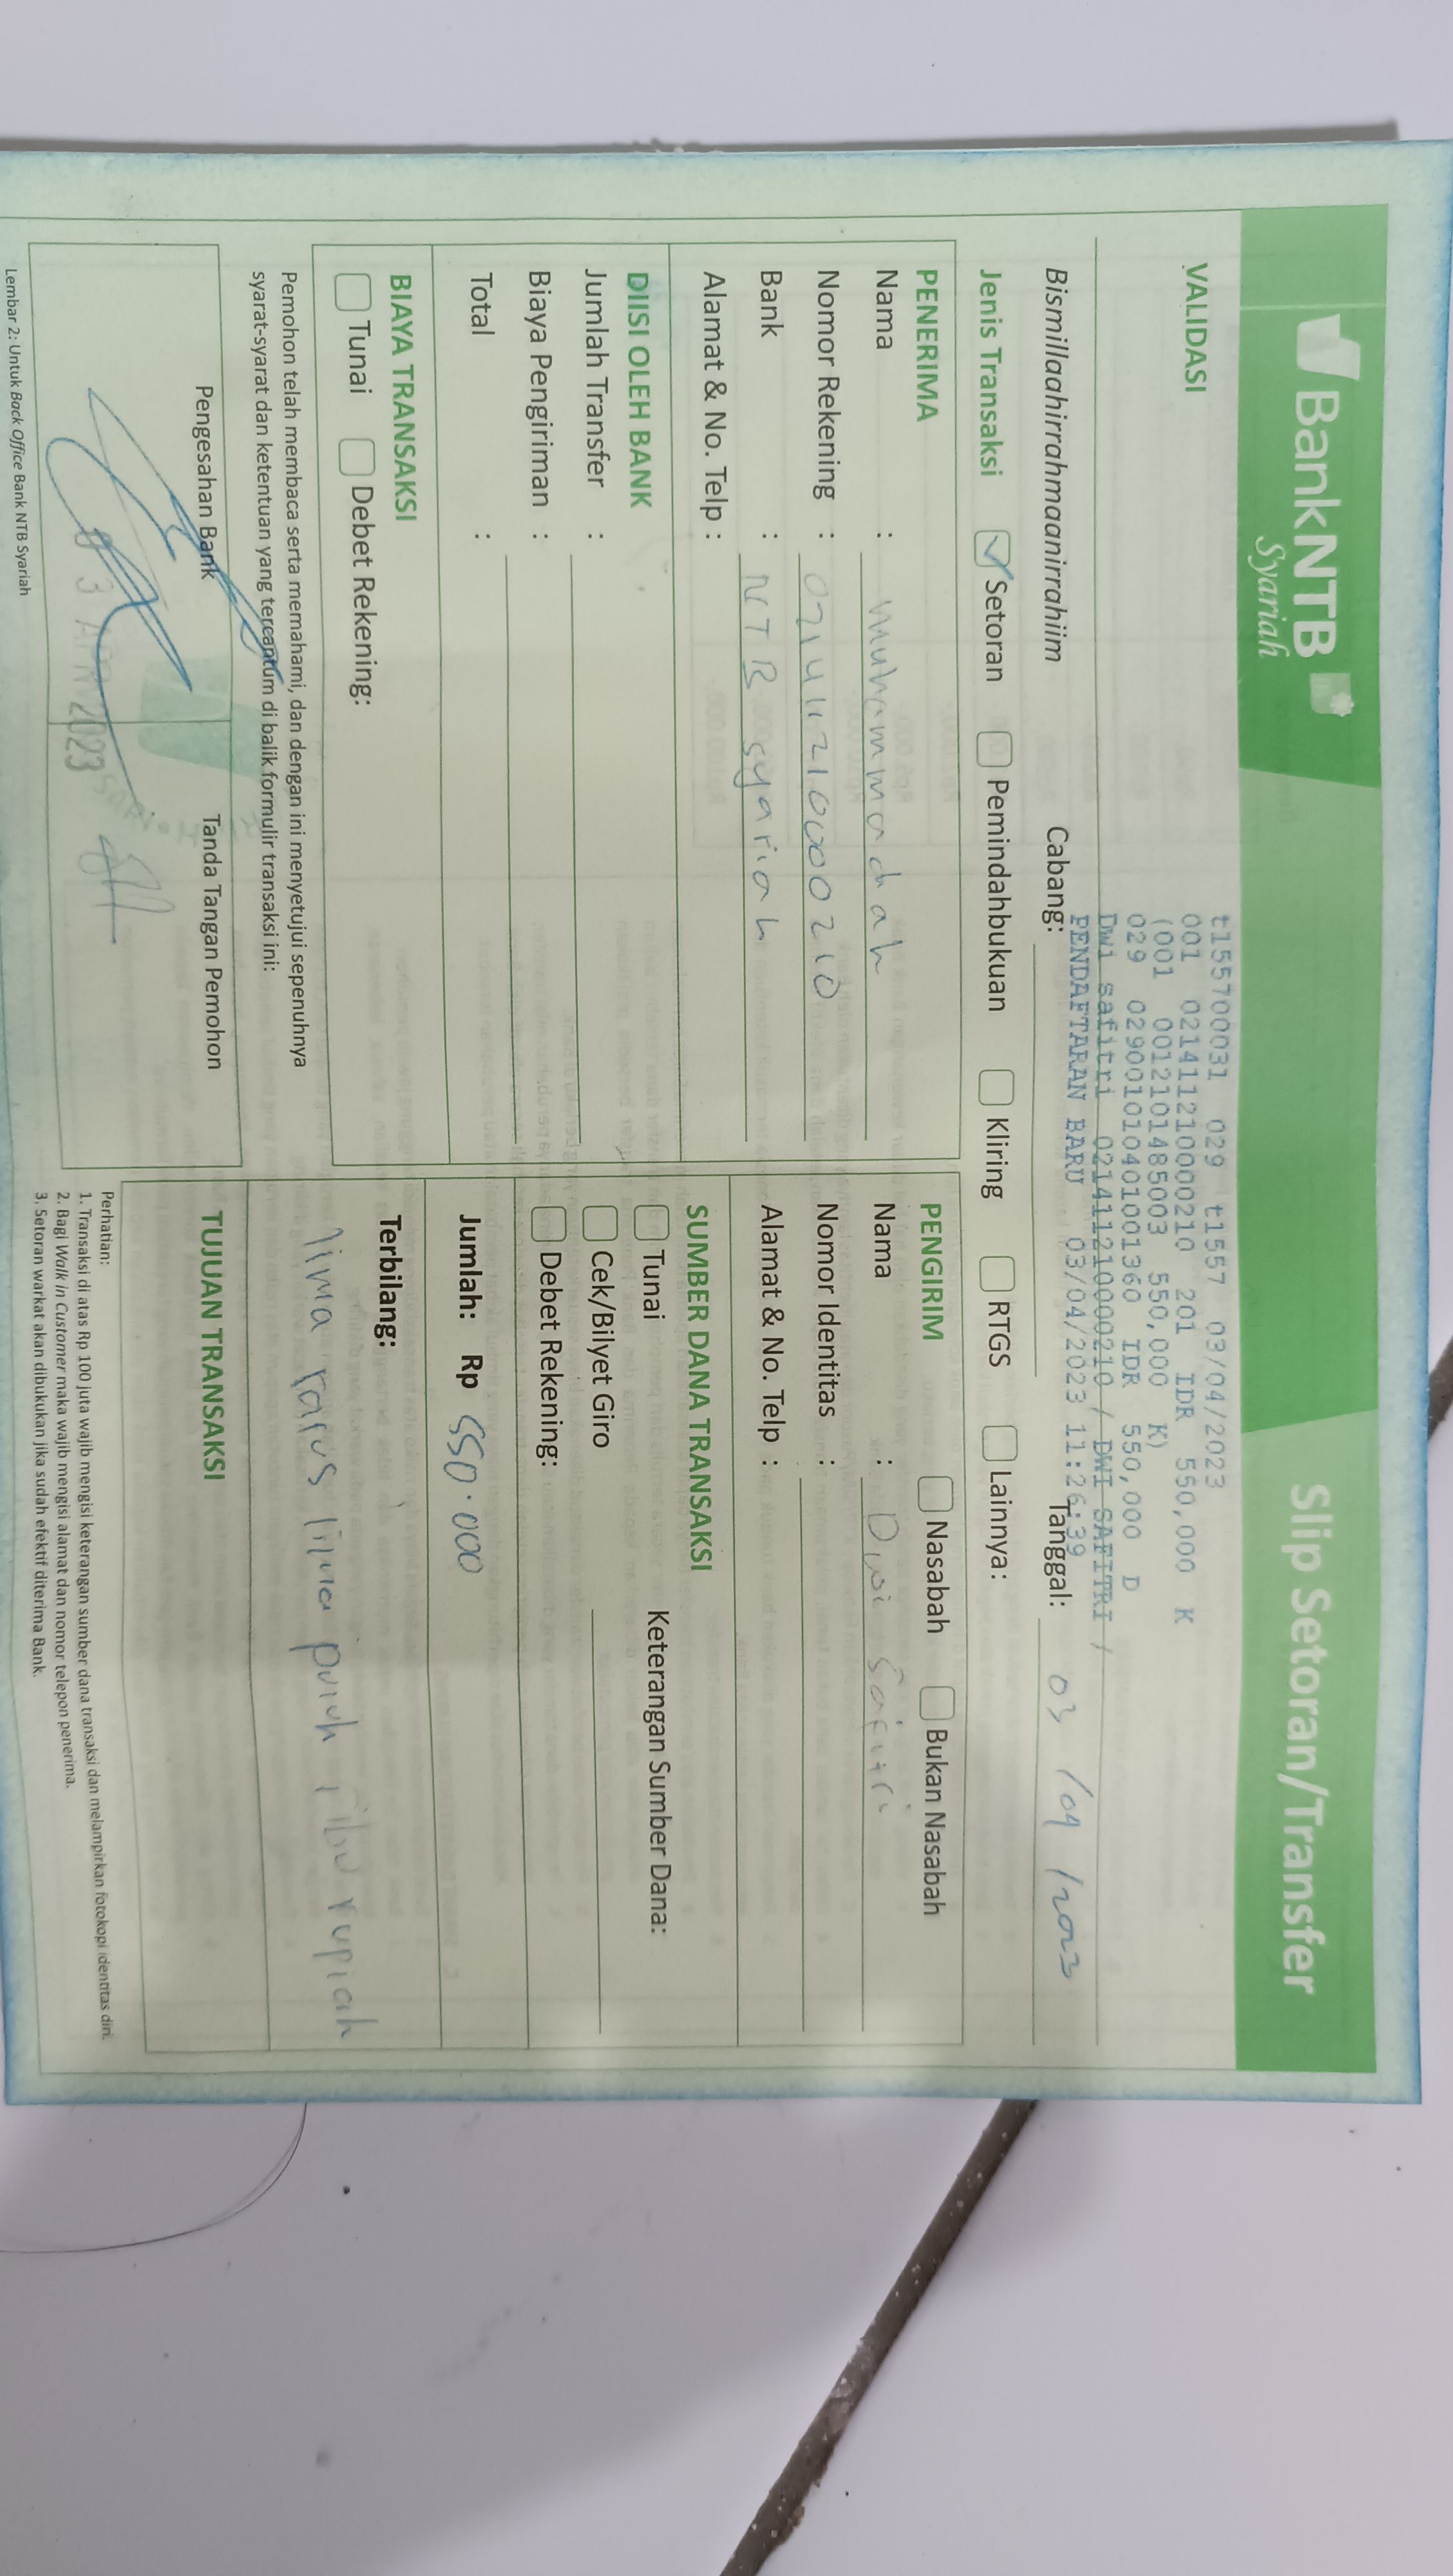 BankNTB
Syariah
Slip Setoran/Transfer
VALIDASI
t155700031 029 t1557 03/04/2023
001 0214112100000210 201 IDR 550,000 K
(001 0012101485003 550,000 K)
029 029001010401001360 IDR 550,000 D
Dwi safitri 0214112100000210 / DWI SAFITRI /
PENDAFTARAN BARU 03/04/2023 11:26:39
Bismillaahirrahmaanirrahiim Cabang: Tanggal: 03/04/2023
Jenis Transaksi Setoran Pemindahbukuan Kliring RTGS Lainnya:
PENERIMA
Nama : Muhammadah
Nomor Rekening : 0214112100000210
Bank : NTB syariah
Alamat & No. Telp :
DIISI OLEH BANK
Jumlah Transfer :
Biaya Pengiriman :
Total :
BIAYA TRANSAKSI
Tunai Debet Rekening:
Pemohon telah membaca serta memahami, dan dengan ini menyetujui sepenuhnya
syarat-syarat dan ketentuan yang tercantum di balik formulir transaksi ini:
Pengesahan Bank Tanda Tangan Pemohon
3 APR 2023
Lembar 2: Untuk Back Office Bank NTB Syariah
PENGIRIM Nasabah Bukan Nasabah
Nama : Dwi Safitri
Nomor Identitas :
Alamat & No. Telp :
SUMBER DANA TRANSAKSI
Tunai Keterangan Sumber Dana:
Cek/Bilyet Giro
Debet Rekening:
Jumlah: Rp 550.000
Terbilang:
lima ratus lima puluh ribu rupiah
TUJUAN TRANSAKSI
Perhatian:
1. Transaksi di atas Rp 100 juta wajib mengisi keterangan sumber dana transaksi dan melampirkan fotokopi identitas diri.
2. Bagi Walk in Customer maka wajib mengisi alamat dan nomor telepon penerima.
3. Setoran warkat akan dibukukan jika sudah efektif diterima Bank.